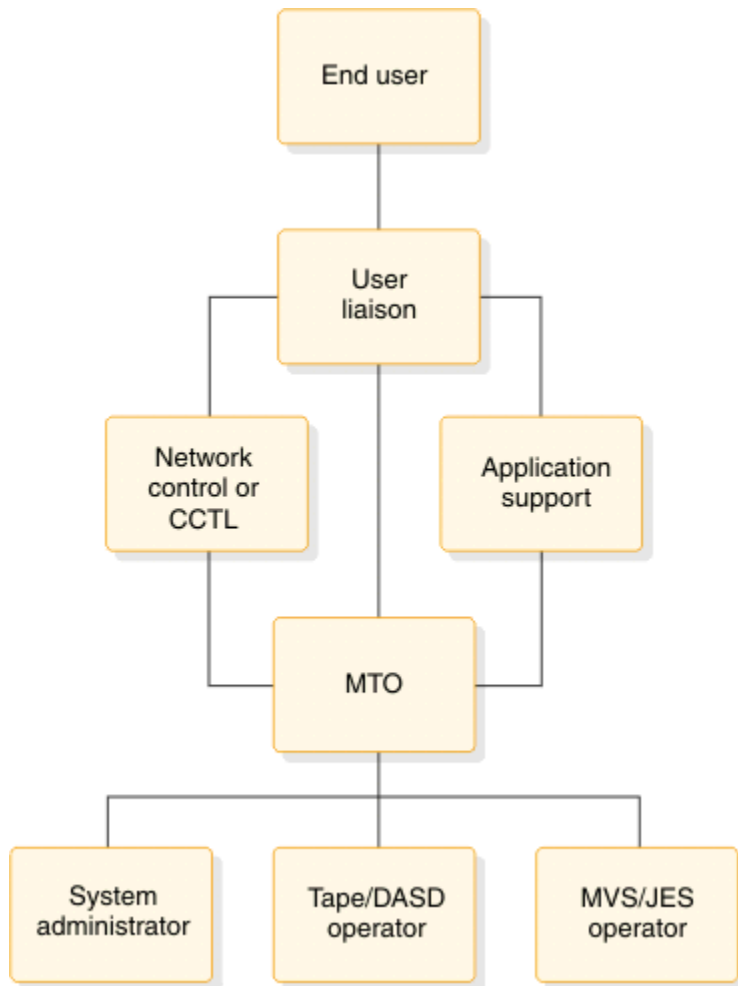 End user
User
liaison
Network
control or
CCTL
Application
support
MTO
System
administrator
Tape/DASD
operator
MVS/JES
operator